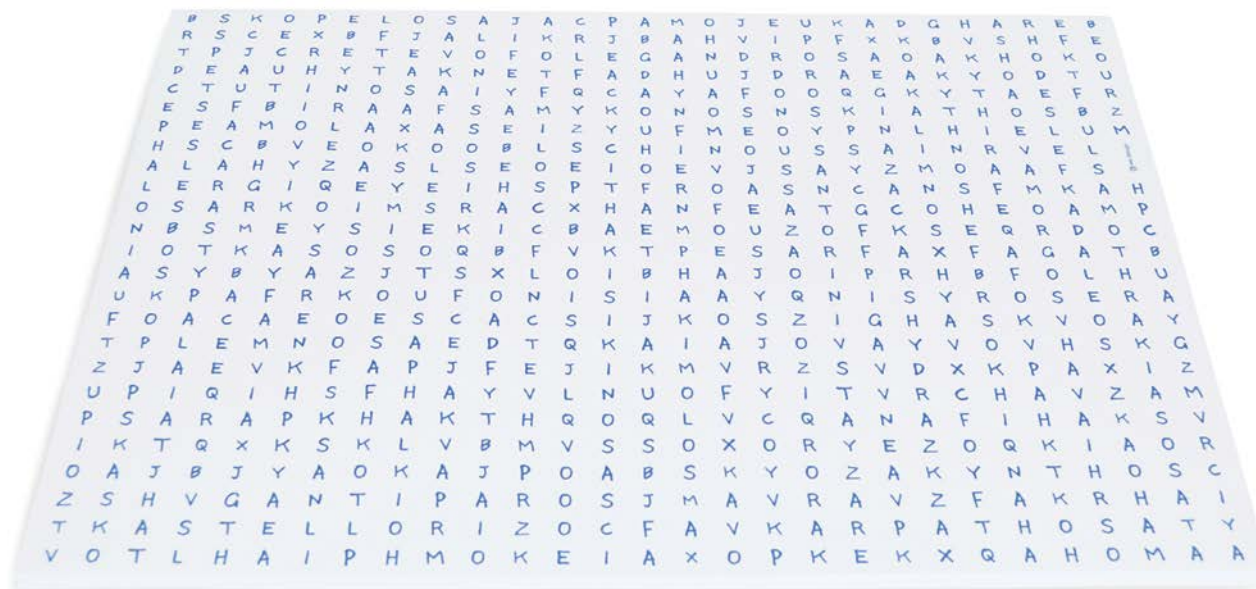 B S K O P E L O S A J A C P A M O J E U K A D G H A R E B
R S C E X B F J A L I K R J B A H V I P F X K B V S H F E
T P J C R E T E V O F O L E G A N D R O S A O A K H O K O
D E A U H Y T A K N E T F A D H U J D R A E A K Y O D T U
C T U T I N O S A I Y F Q C A Y A F O O Q G K Y T A E F R
E S F B I R A A F S A M Y K O N O S N S K I A T H O S B Z
P E A M O L A X A S E I Z Y U F M E O Y P N L H I E L U M
H S C B V E O K O O B L S C H I N O U S S A I N R V E L
A L A H Y Z A S L S E O E I O E V J S A Y Z M O A A F S
L E R G I Q E Y E I H S P T F R O A S N C A N S F M K A H
O S A R K O I M S R A C X H A N F E A T G C O H E O A M P
N B S M E Y S I E K I C B A E M O U Z O F K S E Q R D O C
I O T K A S O S O Q B F V K T P E S A R F A X F A G A T B
A S Y B Y A Z J T S X L O I B H A J O I P R H B F O L H U
U K P A F R K O U F O N I S I A A Y Q N I S Y R O S E R A
F O A C A E O E S C A C S I J K O S Z I G H A S K V O A Y
T P L E M N O S A E D T Q K A I A J O V A Y V O V H S K G
Z J A E V K F A P J F E J I K M V R Z S V D X K P A X I Z
U P I Q I H S F H A Y V L N U O F Y I T V R C H A V Z A M
P S A R A P K H A K T H Q O Q L V C Q A N A F I H A K S V
I K T Q X K S K L V B M V S S O X O R Y E Z O Q K I A O R
O A J B J Y A O K A J P O A B S K Y O Z A K Y N T H O S C
Z S H V G A N T I P A R O S J M A V R A V Z F A K R H A I
T K A S T E L L O R I Z O C F A V K A R P A T H O S A T Y
V O T L H A I P H M O K E I A X O P K E K X Q A H O M A A